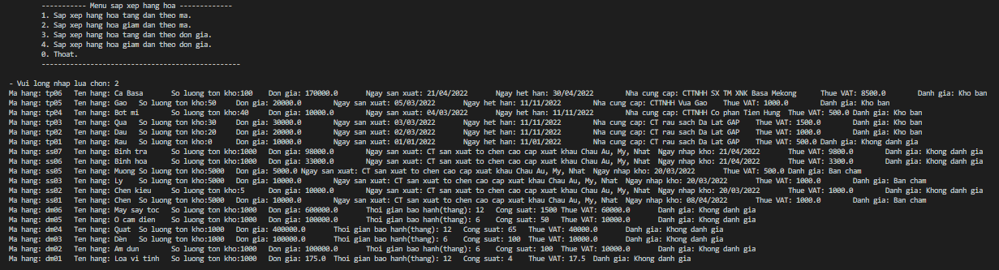 ----------- Menu sap xep hang hoa -------------
1. Sap xep hang hoa tang dan theo ma.
2. Sap xep hang hoa giam dan theo ma.
3. Sap xep hang hoa tang dan theo don gia.
4. Sap xep hang hoa giam dan theo don gia.
0. Thoat.
-------------------------------------------------
- Vui long nhap lua chon: 2
Ma hang: tp06 Ten hang: Ca Basa So luong ton kho:100 Don gia: 170000.0 Ngay san xuat: 21/04/2022 Ngay het han: 30/04/2022 Nha cung cap: CTTNHH SX TM XNK Basa Mekong Thue VAT: 8500.0 Danh gia: Kho ban
Ma hang: tp05 Ten hang: Gao So luong ton kho:50 Don gia: 20000.0 Ngay san xuat: 05/03/2022 Ngay het han: 11/11/2022 Nha cung cap: CTTNHH Vua Gao Thue VAT: 1000.0 Danh gia: Kho ban
Ma hang: tp04 Ten hang: Bot mi So luong ton kho:40 Don gia: 10000.0 Ngay san xuat: 04/03/2022 Ngay het han: 11/11/2022 Nha cung cap: CTTNHH Co phan Tien Hung Thue VAT: 500.0 Danh gia: Kho ban
Ma hang: tp03 Ten hang: Qua So luong ton kho:30 Don gia: 30000.0 Ngay san xuat: 03/03/2022 Ngay het han: 11/11/2022 Nha cung cap: CT rau sach Da Lat GAP Thue VAT: 1500.0 Danh gia: Kho ban
Ma hang: tp02 Ten hang: Dau So luong ton kho:20 Don gia: 20000.0 Ngay san xuat: 02/03/2022 Ngay het han: 11/11/2022 Nha cung cap: CT rau sach Da Lat GAP Thue VAT: 1000.0 Danh gia: Kho ban
Ma hang: tp01 Ten hang: Rau So luong ton kho:0 Don gia: 10000.0 Ngay san xuat: 01/01/2022 Ngay het han: 11/11/2022 Nha cung cap: CT rau sach Da Lat GAP Thue VAT: 500.0 Danh gia: Khong danh gia
Ma hang: ss07 Ten hang: Binh tra So luong ton kho:1000 Don gia: 98000.0 Ngay san xuat: CT san xuat to chen cao cap xuat khau Chau Au, My, Nhat Ngay nhap kho: 21/04/2022 Thue VAT: 9800.0 Danh gia: Khong danh gia
Ma hang: ss06 Ten hang: Binh hoa So luong ton kho:1000 Don gia: 33000.0 Ngay san xuat: CT san xuat to chen cao cap xuat khau Chau Au, My, Nhat Ngay nhap kho: 21/04/2022 Thue VAT: 3300.0 Danh gia: Khong danh gia
Ma hang: ss05 Ten hang: Muong So luong ton kho:5000 Don gia: 5000.0 Ngay san xuat: CT san xuat to chen cao cap xuat khau Chau Au, My, Nhat Ngay nhap kho: 20/03/2022 Thue VAT: 500.0 Danh gia: Ban cham
Ma hang: ss03 Ten hang: Ly So luong ton kho:5000 Don gia: 10000.0 Ngay san xuat: CT san xuat to chen cao cap xuat khau Chau Au, My, Nhat Ngay nhap kho: 20/03/2022 Thue VAT: 1000.0 Danh gia: Ban cham
Ma hang: ss02 Ten hang: Chen kieu So luong ton kho:5 Don gia: 10000.0 Ngay san xuat: CT san xuat to chen cao cap xuat khau Chau Au, My, Nhat Ngay nhap kho: 20/03/2022 Thue VAT: 1000.0 Danh gia: Khong danh gia
Ma hang: ss01 Ten hang: Chen So luong ton kho:5000 Don gia: 10000.0 Ngay san xuat: CT san xuat to chen cao cap xuat khau Chau Au, My, Nhat Ngay nhap kho: 08/04/2022 Thue VAT: 1000.0 Danh gia: Ban cham
Ma hang: dm06 Ten hang: May say toc So luong ton kho:1000 Don gia: 600000.0 Thoi gian bao hanh(thang): 12 Cong suat: 1500 Thue VAT: 60000.0 Danh gia: Khong danh gia
Ma hang: dm05 Ten hang: O cam dien So luong ton kho:1000 Don gia: 100000.0 Thoi gian bao hanh(thang): 6 Cong suat: 50 Thue VAT: 10000.0 Danh gia: Khong danh gia
Ma hang: dm04 Ten hang: Quat So luong ton kho:1000 Don gia: 400000.0 Thoi gian bao hanh(thang): 12 Cong suat: 65 Thue VAT: 40000.0 Danh gia: Khong danh gia
Ma hang: dm03 Ten hang: Dèn So luong ton kho:1000 Don gia: 100000.0 Thoi gian bao hanh(thang): 6 Cong suat: 100 Thue VAT: 10000.0 Danh gia: Khong danh gia
Ma hang: dm02 Ten hang: Am dun So luong ton kho:1000 Don gia: 100000.0 Thoi gian bao hanh(thang): 6 Cong suat: 100 Thue VAT: 10000.0 Danh gia: Khong danh gia
Ma hang: dm01 Ten hang: Loa vi tinh So luong ton kho:1000 Don gia: 175.0 Thoi gian bao hanh(thang): 12 Cong suat: 4 Thue VAT: 17.5 Danh gia: Khong danh gia